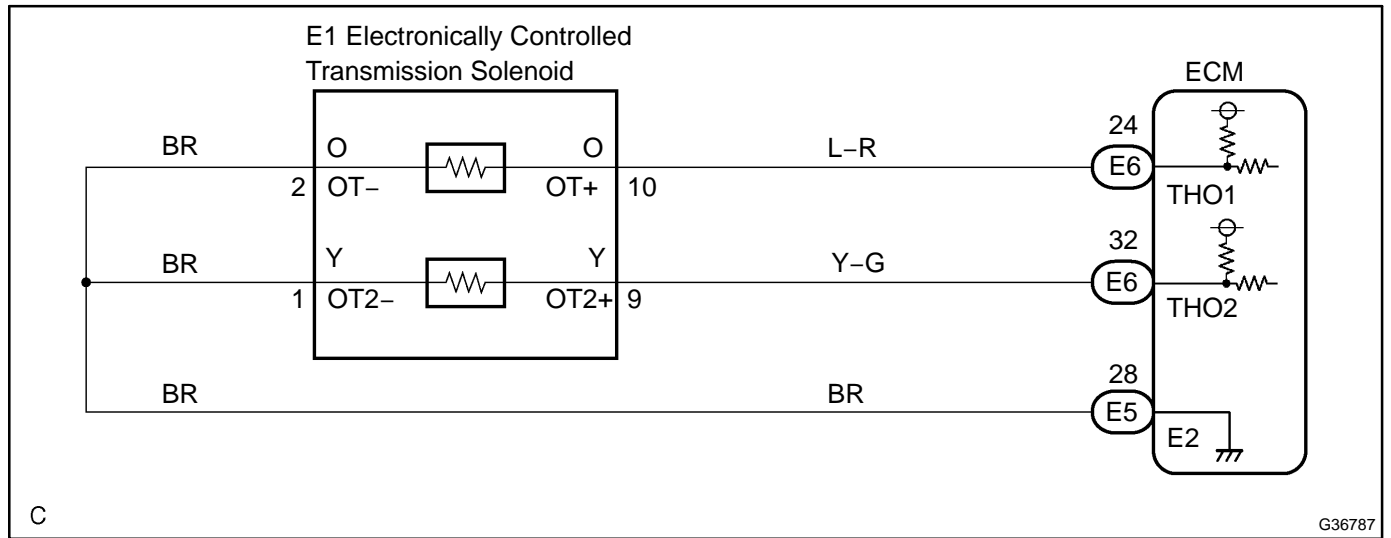 E1 Electronically Controlled
Transmission Solenoid
ECM
BR
O
O
L–R
24
2
OT–
OT+
10
E6
THO1
BR
Y
Y
Y–G
32
1
OT2–
OT2+
9
E6
THO2
BR
BR
28
E5
E2
C
G36787